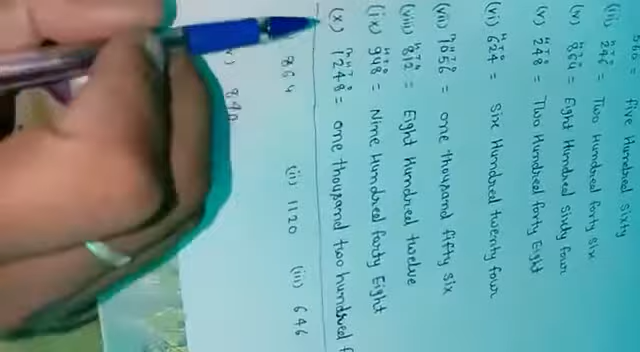 560 = five Hundred Sixty
(iii) 246 = Two Hundred forty six
(v) 864 = Eight Hundred Sixty four
(v) 248 = Two Hundred forty Eight
(vi) 624 = Six Hundred twenty four
(vii) 1056 = one thousand fifty six
(viii) 812 = Eight Hundred twelve
(ix) 948 = Nine Hundred forty Eight
(x) 1248 = one thousand two hundred f
864 (ii) 1120 (iii) 646